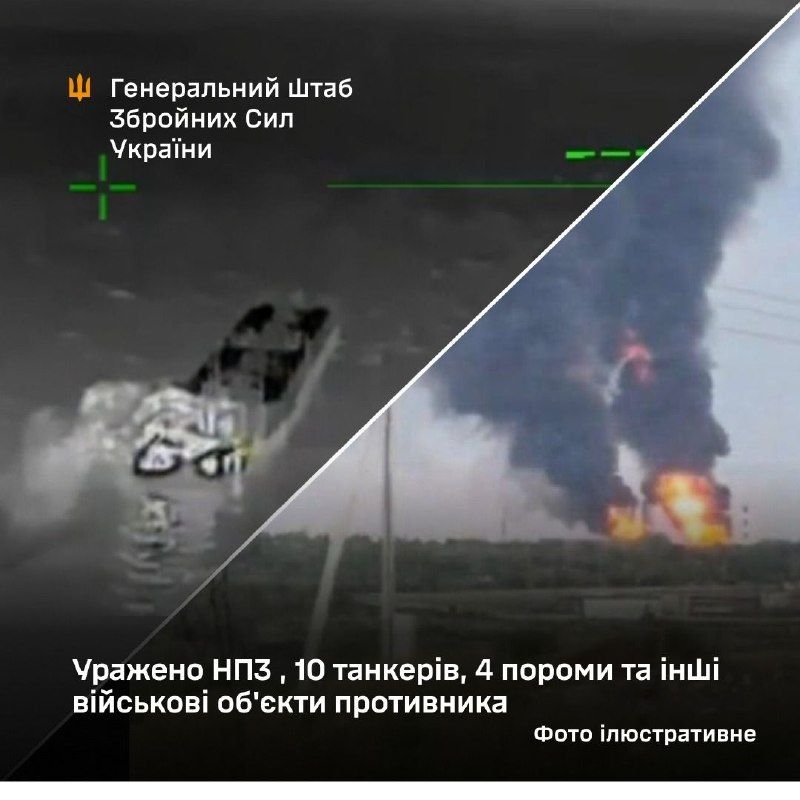 Генеральний штаб
Збройних Сил
України
Уражено НПЗ , 10 танкерів, 4 пороми та інші
військові об'єкти противника
Фото ілюстративне